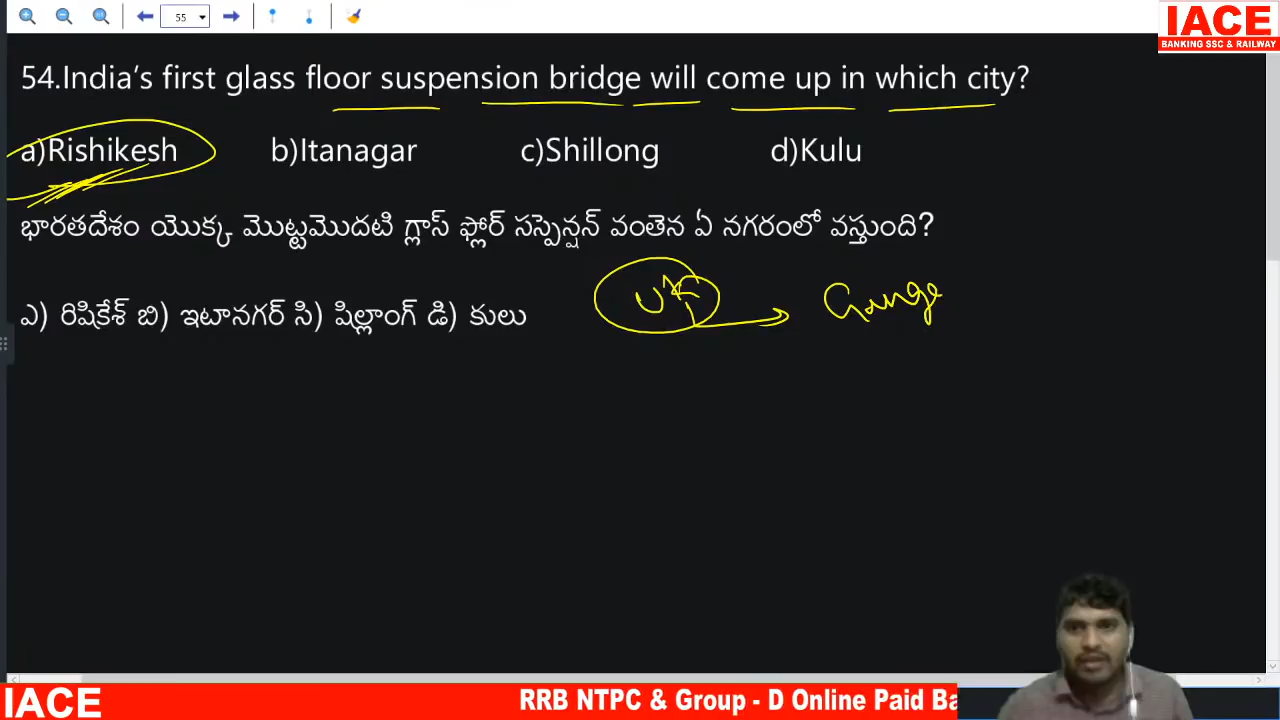 55
IACE
BANKING SSC & RAILWAY
54.India's first glass floor suspension bridge will come up in which city?
a)Rishikesh b)Itanagar c)Shillong d)Kulu
భారతదేశం యొక్క మొట్టమొదటి గ్లాస్ ఫ్లోర్ సస్పెన్షన్ వంతెన ఏ నగరంలో వస్తుంది?
ఎ) రిషికేశ్ బి) ఇటానగర్ సి) షిల్లాంగ్ డి) కులు
UK Gange
IACE RRB NTPC & Group - D Online Paid Ba